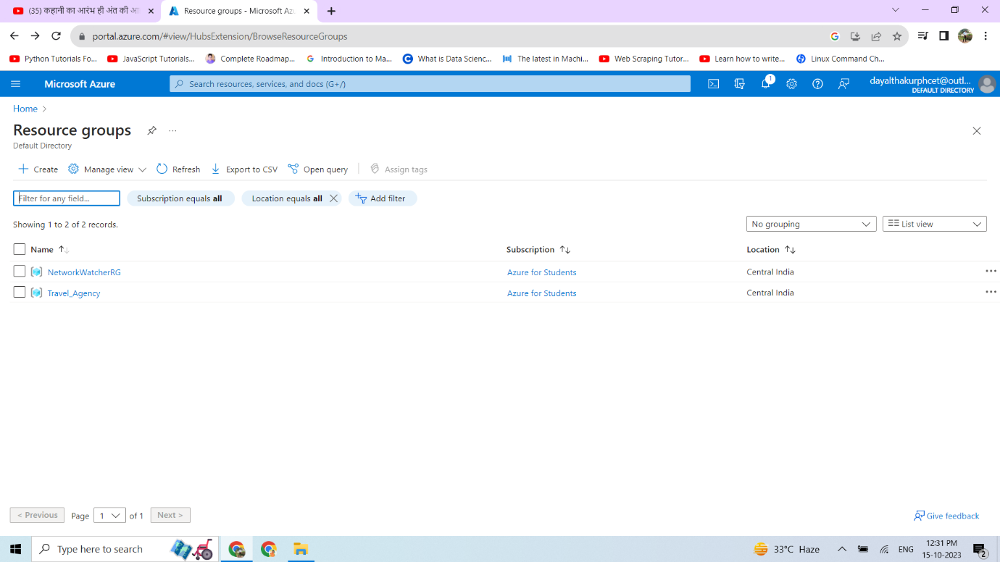 (35) कहानी का आरंभ ही अंत की
Resource groups - Microsoft Az
portal.azure.com/#view/HubsExtension/BrowseResourceGroups
Python Tutorials Fo... JavaScript Tutorials... Complete Roadmap... Introduction to Ma... What is Data Scienc... The latest in Machi... Web Scraping Tutor... Learn how to write... Linux Command Ch...
Microsoft Azure
Search resources, services, and docs (G+/)
1
dayalthakurphcet@outl...
DEFAULT DIRECTORY
Home >
Resource groups ...
Default Directory
Create Manage view Refresh Export to CSV Open query Assign tags
Filter for any field... Subscription equals all Location equals all Add filter
Showing 1 to 2 of 2 records.
No grouping List view
Name Subscription Location
NetworkWatcherRG Azure for Students Central India
Travel_Agency Azure for Students Central India
< Previous Page 1 of 1 Next >
Give feedback
Type here to search
33°C Haze
ENG
12:31 PM
15-10-2023
2